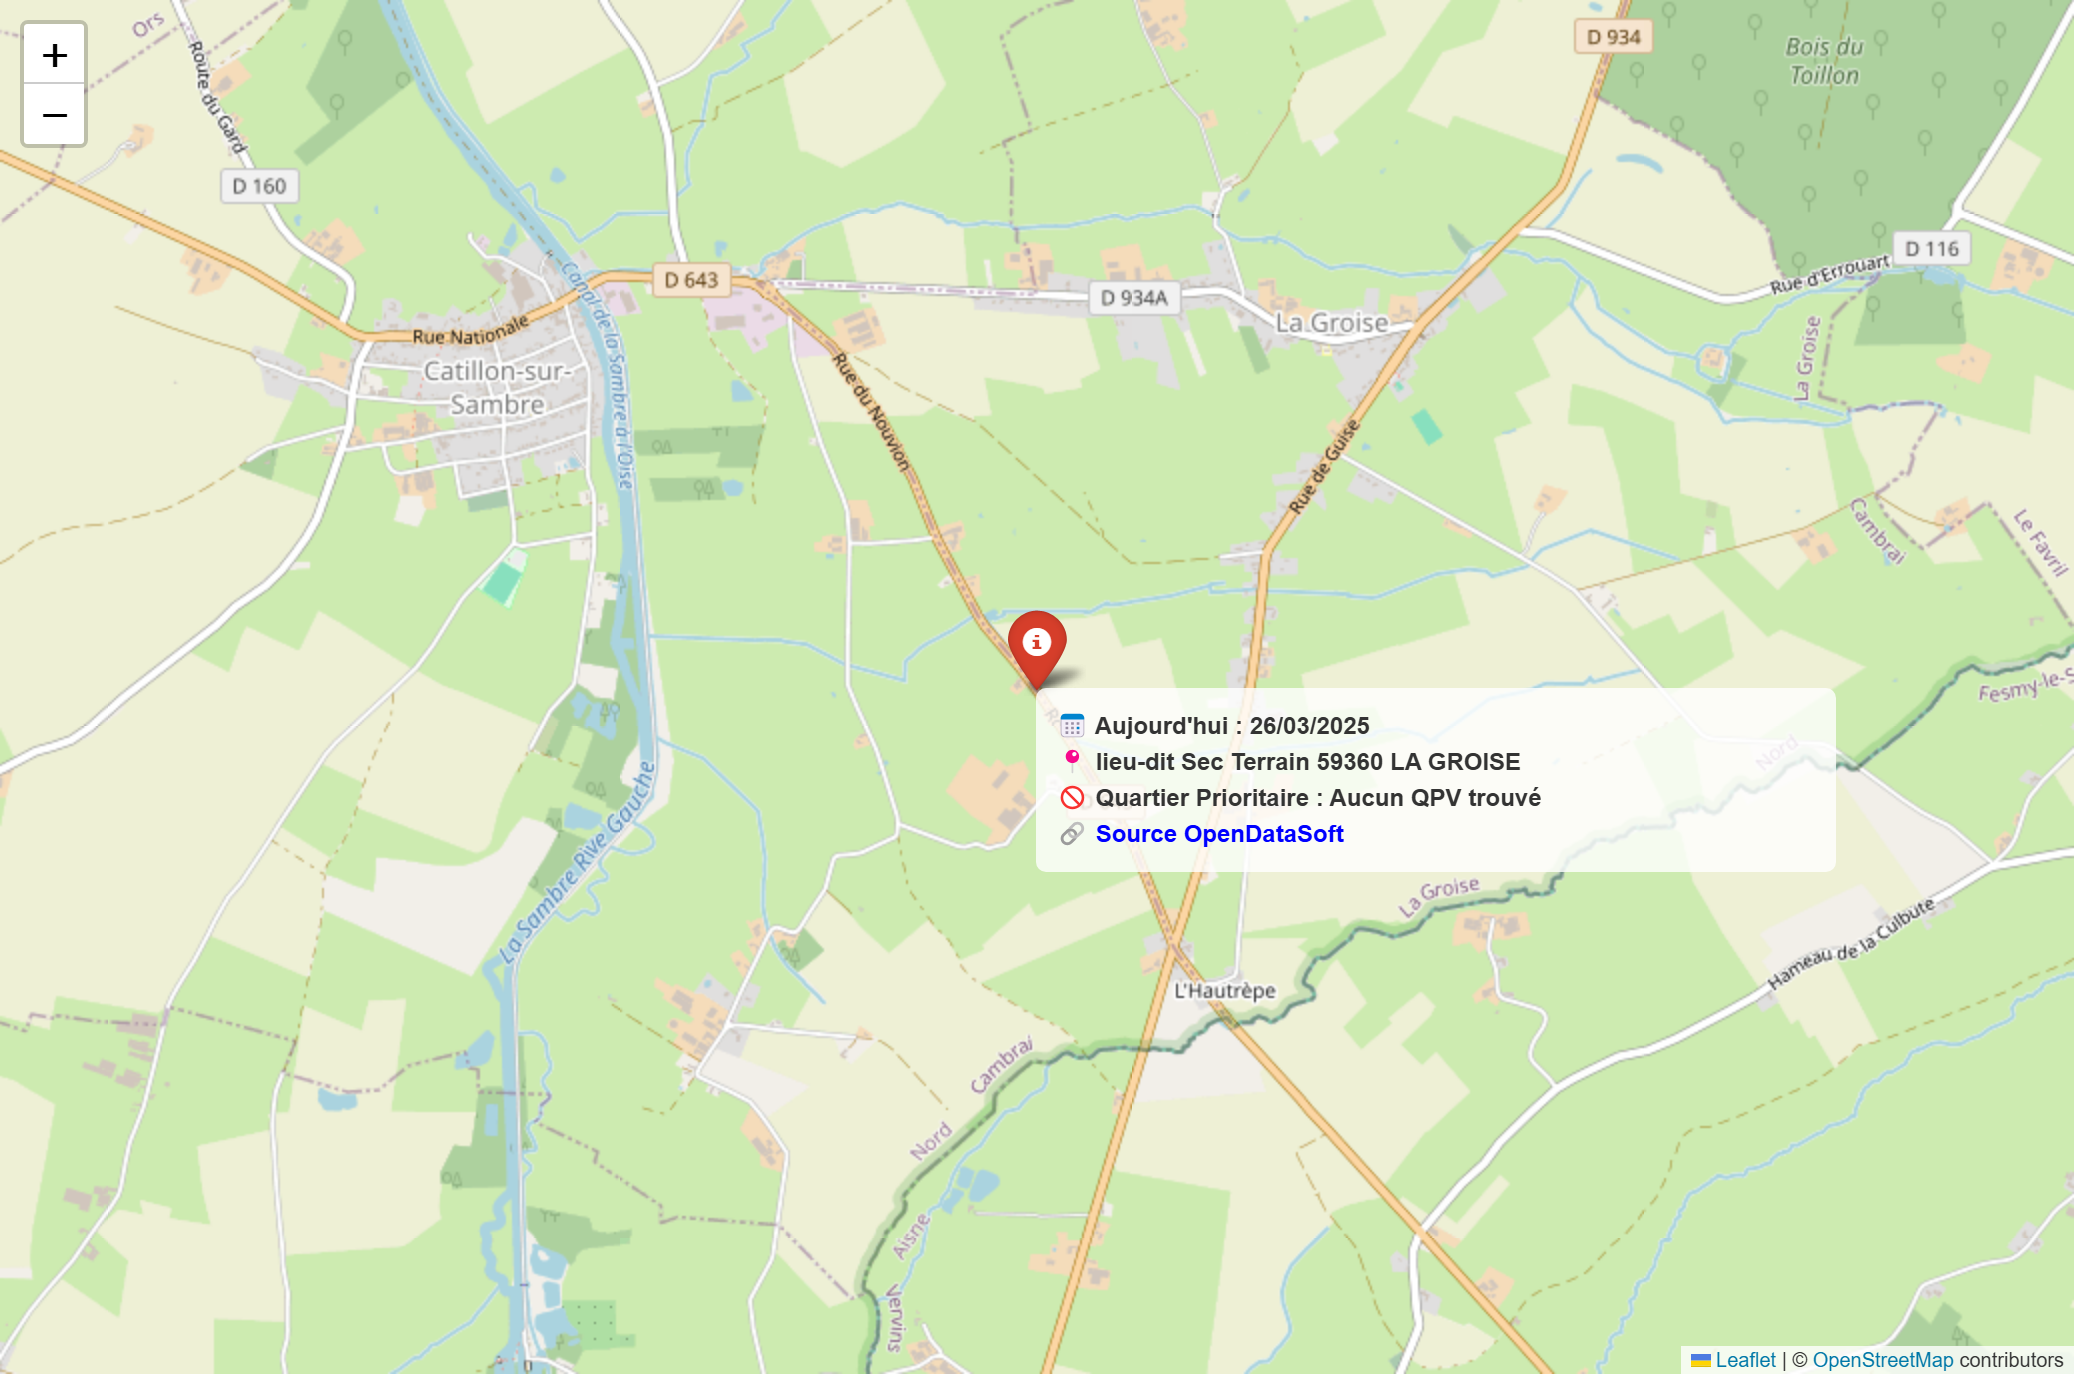 +
−
Ors
Route du Gard
D 160
D 934
Bois du
Toillon
D 116
Rue d'Errouart
D 643
D 934A
La Groise
La Groise
Rue Nationale
Canal de la Sambre à l'Oise
Catillon-sur-
Sambre
Rue du Nouvion
Rue de Guise
Cambrai
Le Favril
Fesmy-le-S
Nord
Aujourd'hui : 26/03/2025
lieu-dit Sec Terrain 59360 LA GROISE
Quartier Prioritaire : Aucun QPV trouvé
Source OpenDataSoft
La Sambre Rive Gauche
La Groise
Hameau de la Culbute
L'Hautrèpe
Cambrai
Nord
Aisne
Vervins
Leaflet | © OpenStreetMap contributors